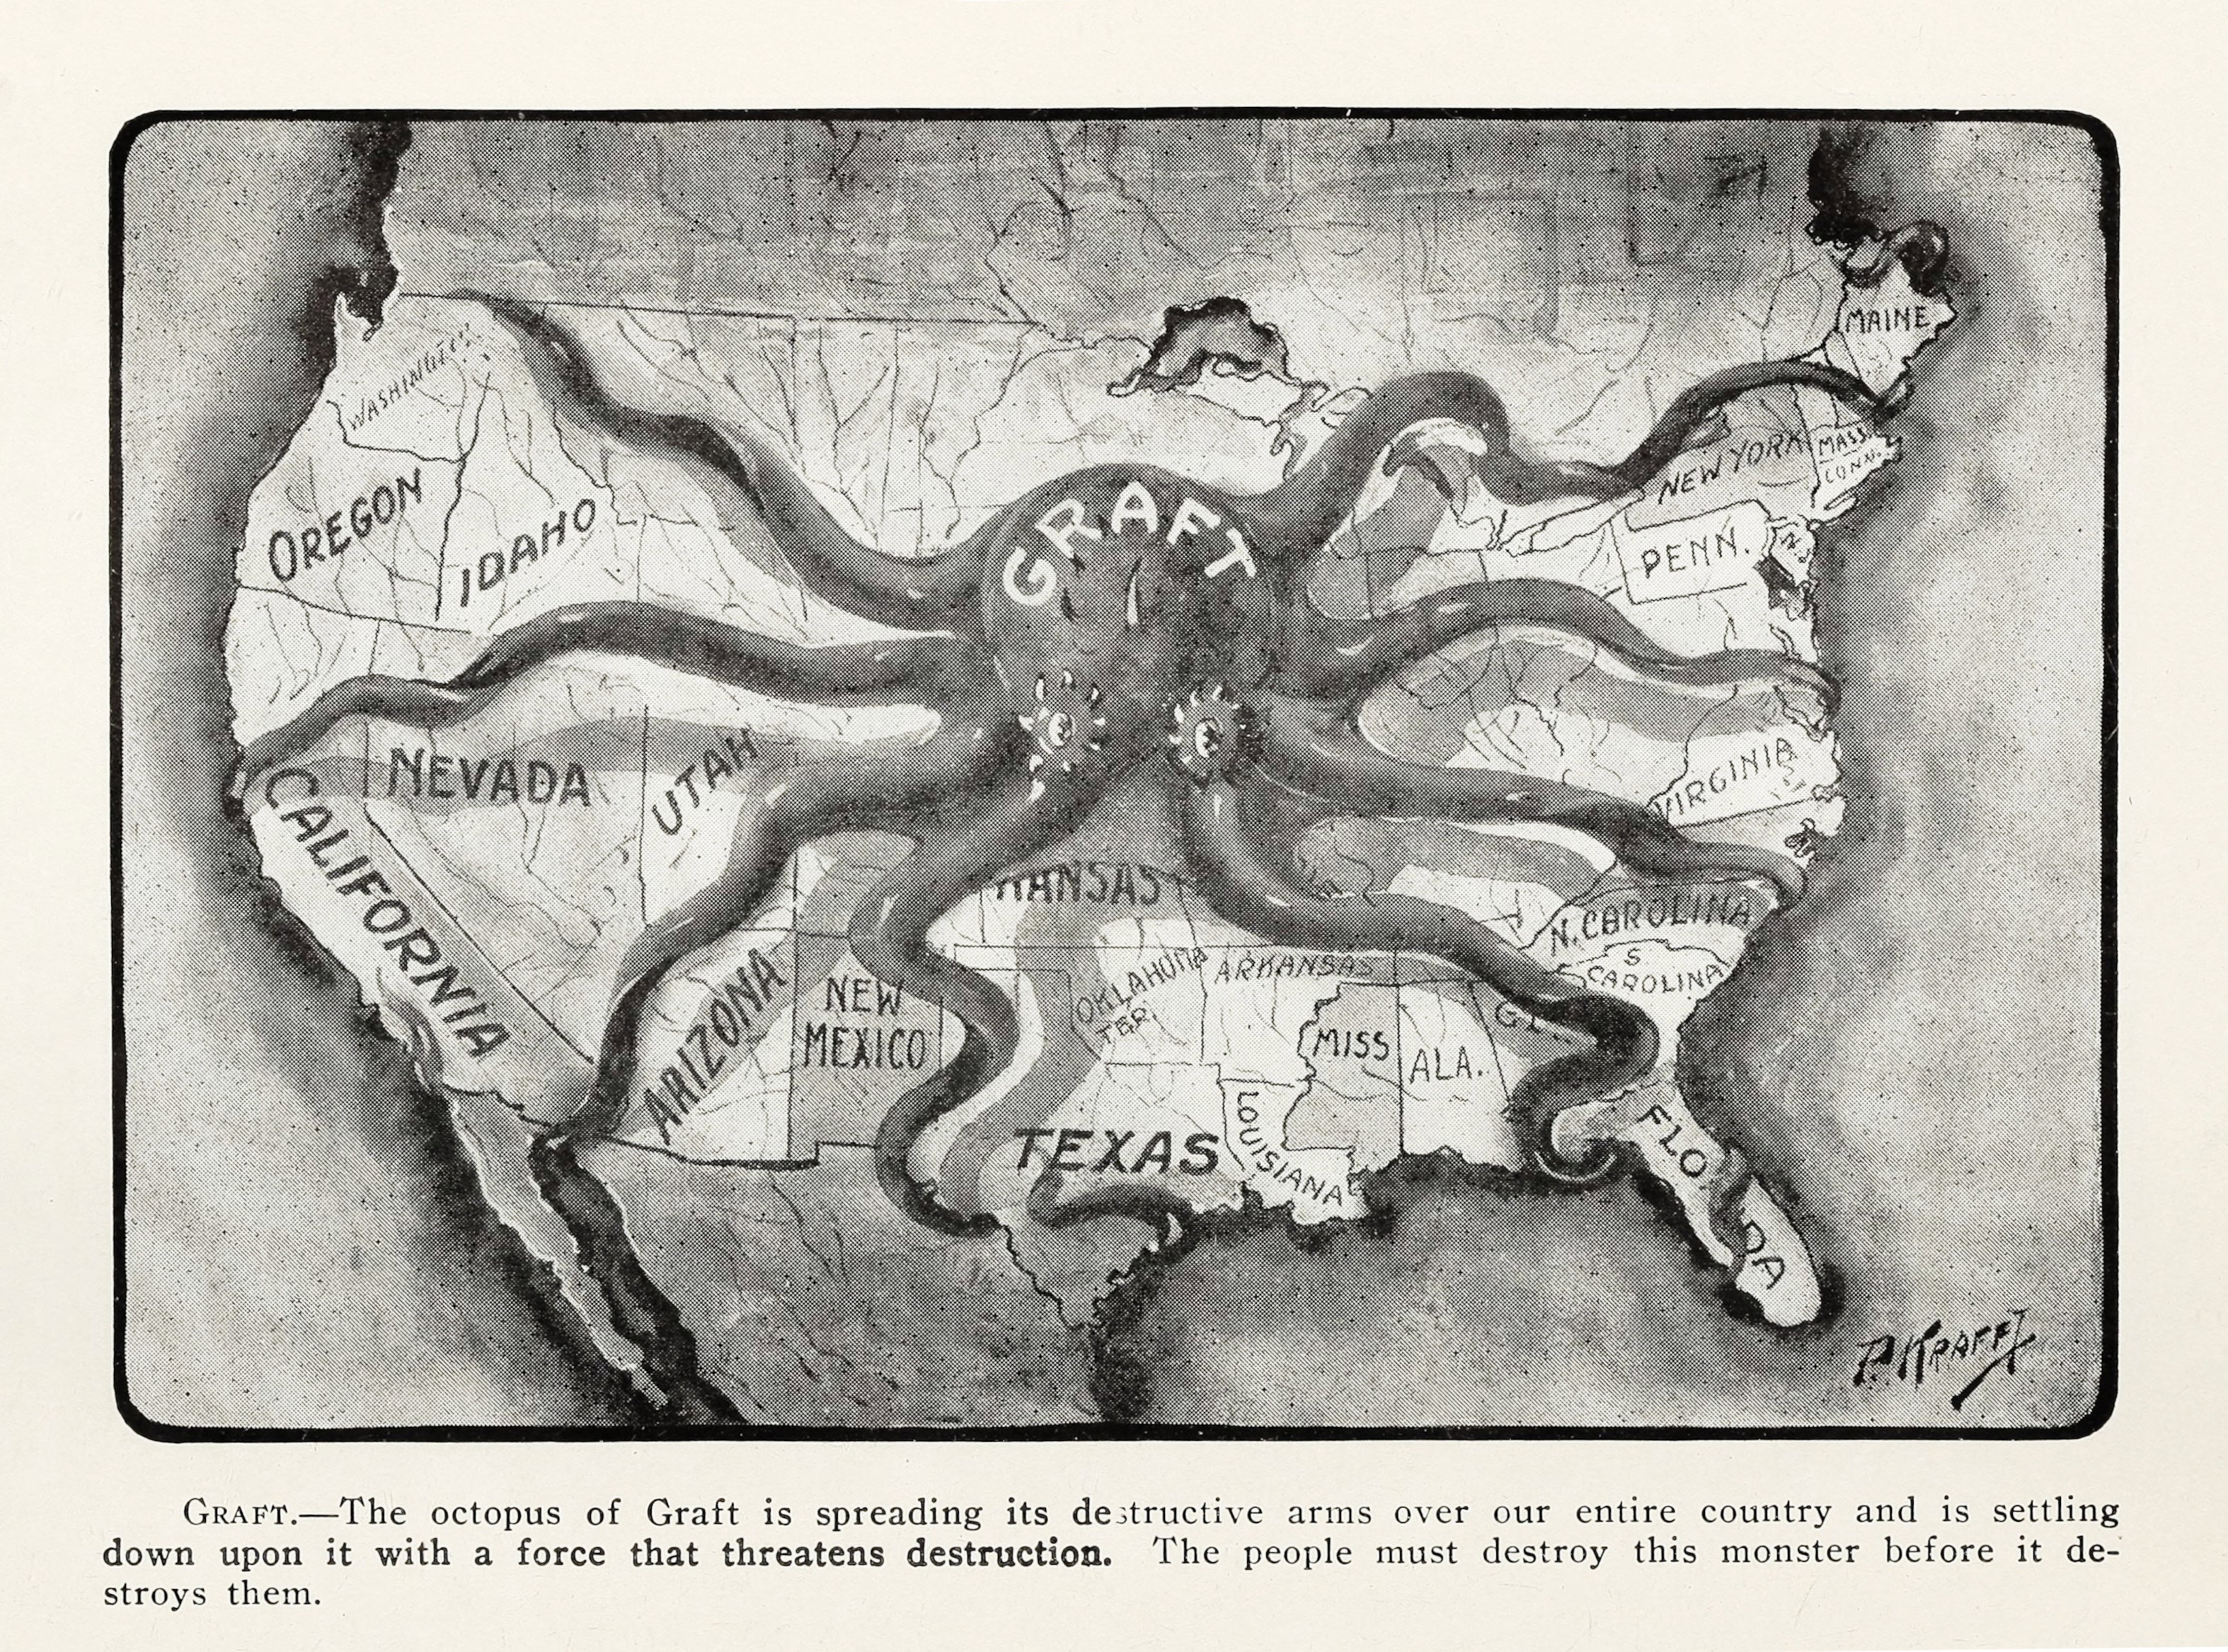 MAINE
WASHINGTON
OREGON
IDAHO
GRAFT
NEW YORK
MASS.
CONN.
PENN.
NEVADA
UTAH
CALIFORNIA
VIRGINIA
KANSAS
N. CAROLINA
S
CAROLINA
ARIZONA
NEW
MEXICO
OKLAHOMA
TER.
ARKANSAS
MISS
ALA.
TEXAS
LOUISIANA
FLO DA
P. KRAFFT
GRAFT.—The octopus of Graft is spreading its destructive arms over our entire country and is settling
down upon it with a force that threatens destruction. The people must destroy this monster before it de-
stroys them.